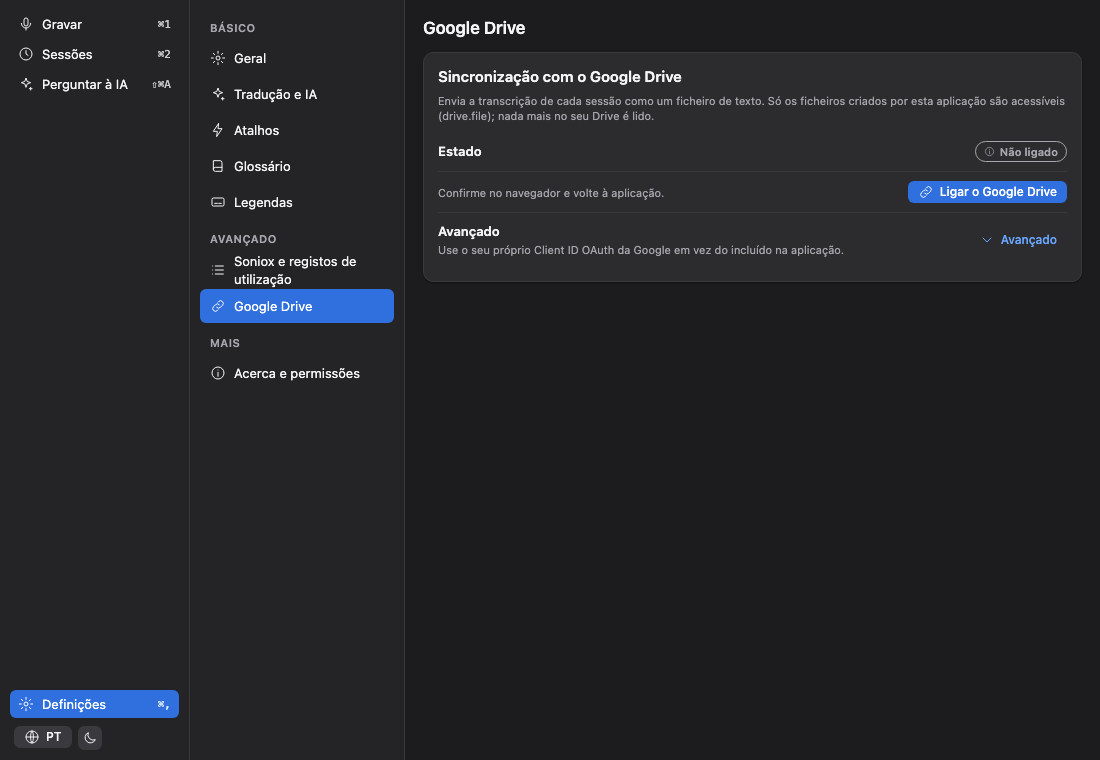 Gravar ⌘1
Sessões ⌘2
Perguntar à IA ⇧⌘A
Definições ⌘,
PT
BÁSICO
Geral
Tradução e IA
Atalhos
Glossário
Legendas
AVANÇADO
Soniox e registos de
utilização
Google Drive
MAIS
Acerca e permissões
Google Drive
Sincronização com o Google Drive
Envia a transcrição de cada sessão como um ficheiro de texto. Só os ficheiros criados por esta aplicação são acessíveis
(drive.file); nada mais no seu Drive é lido.
Estado Não ligado
Confirme no navegador e volte à aplicação. Ligar o Google Drive
Avançado
Use o seu próprio Client ID OAuth da Google em vez do incluído na aplicação. Avançado